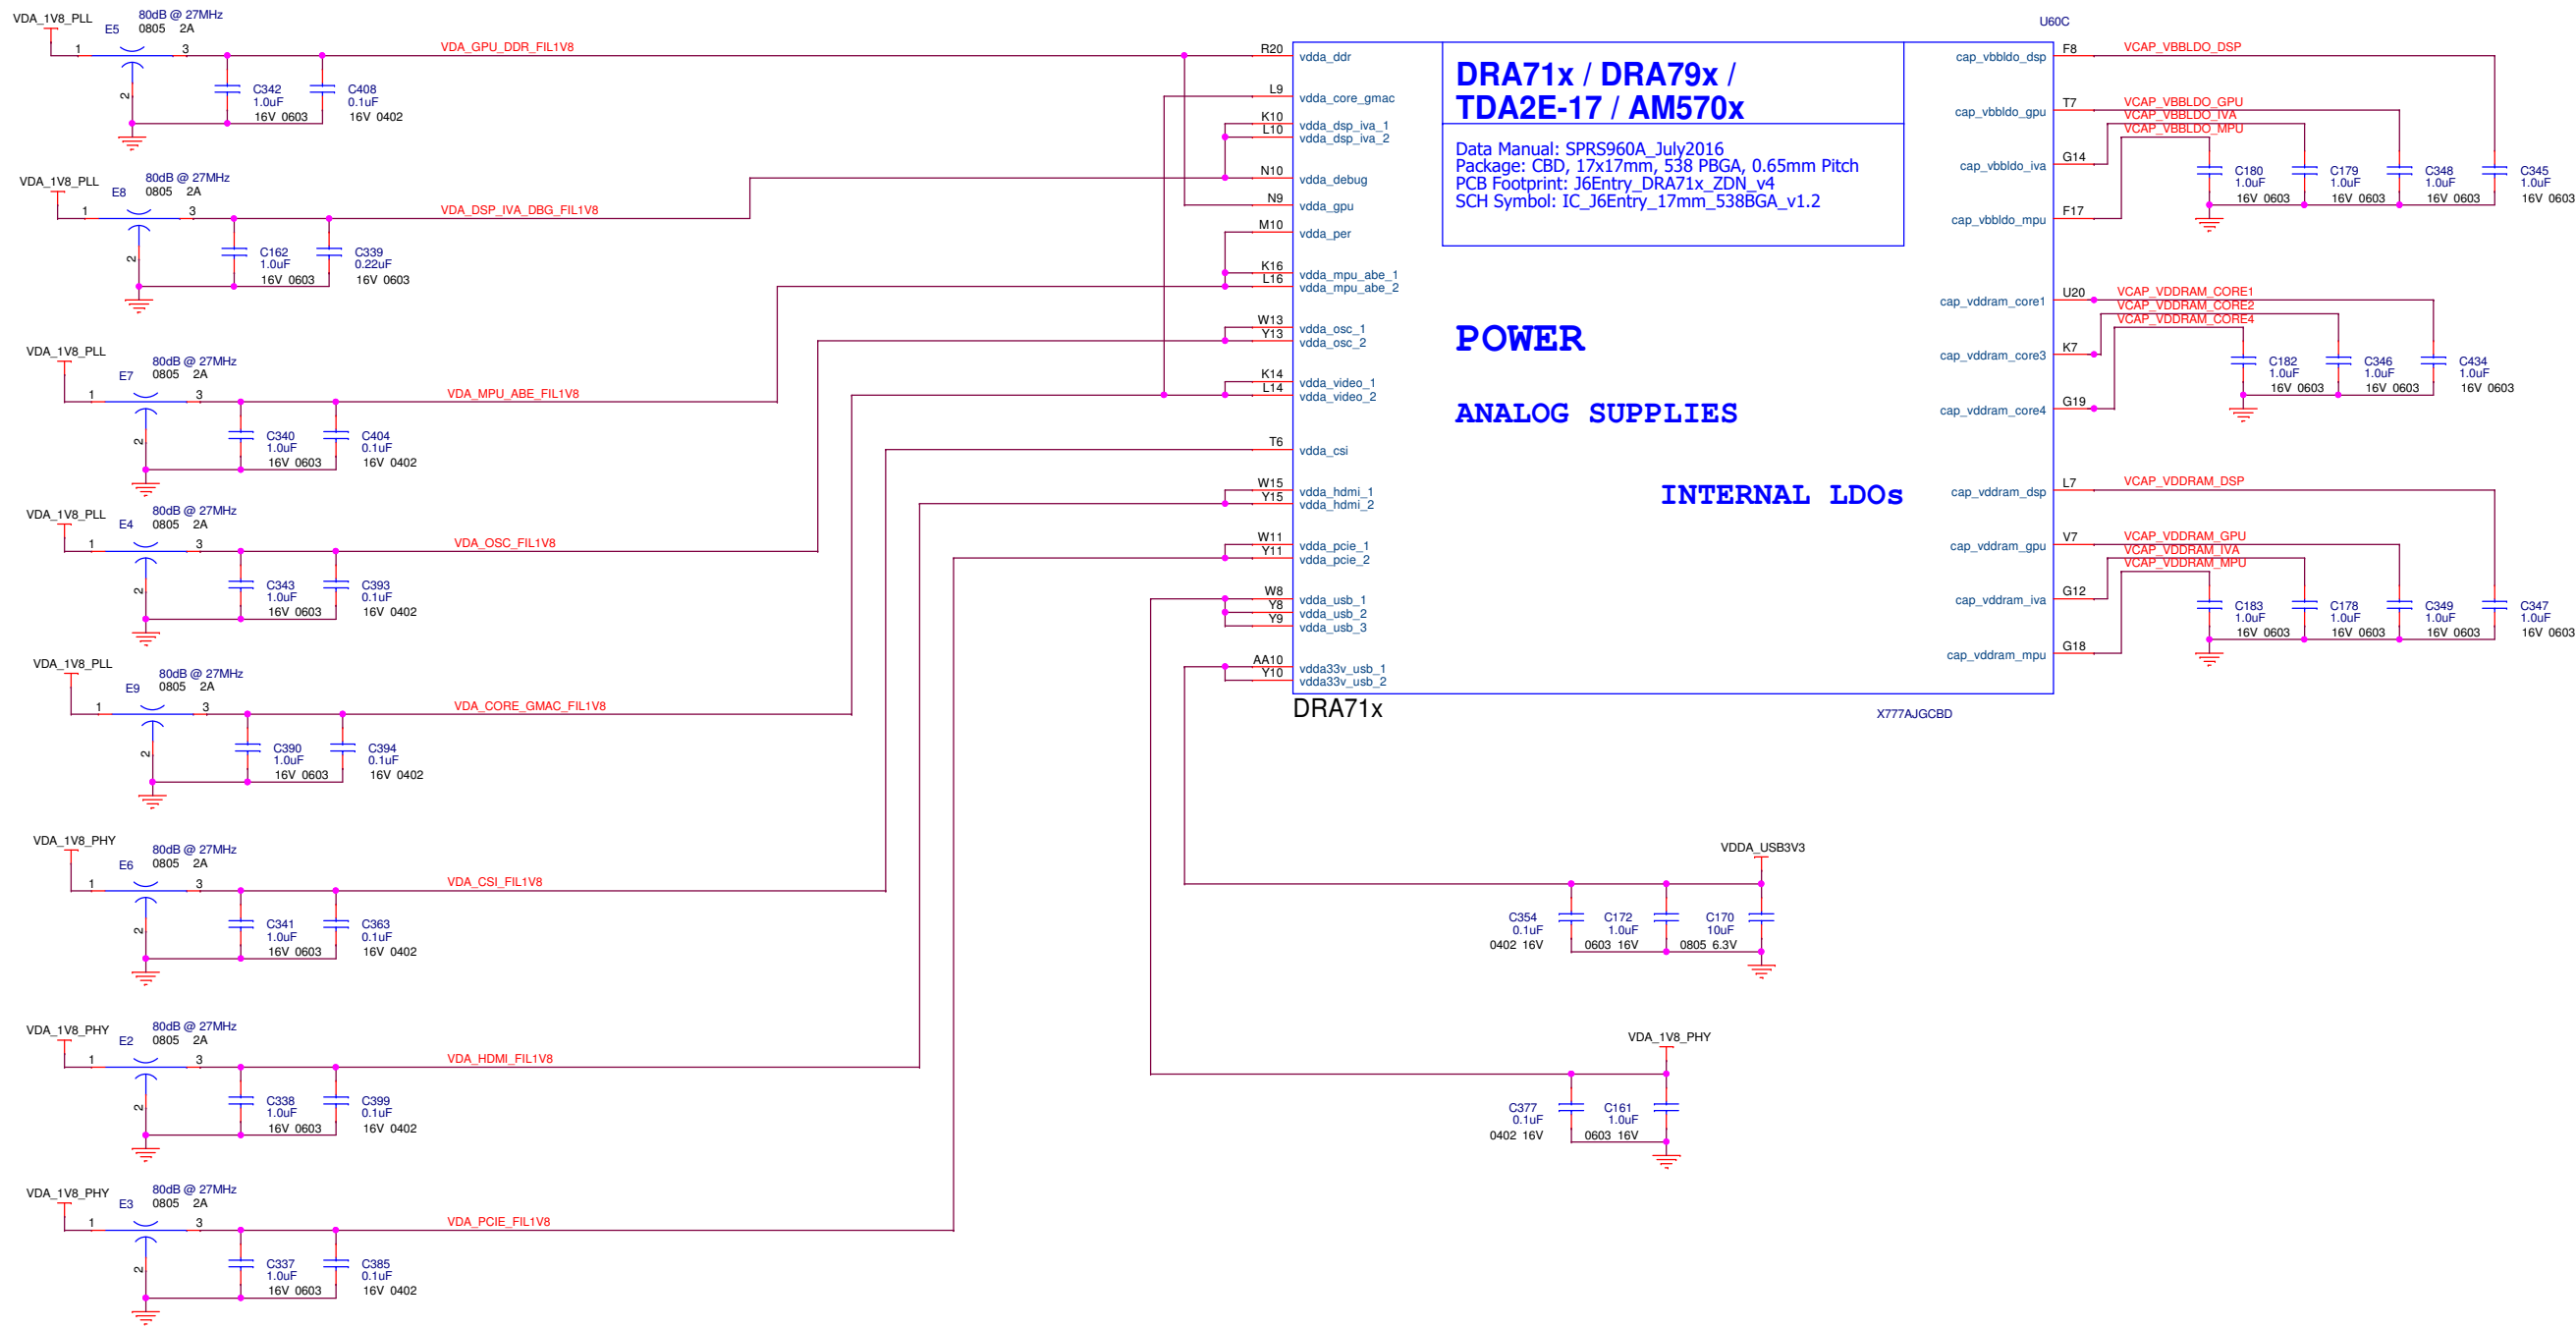 VDA_1V8_PLL
E5
80dB @ 27MHz
0805 2A
1
3
2
VDA_GPU_DDR_FIL1V8
C342
1.0uF
16V 0603
C408
0.1uF
16V 0402
VDA_1V8_PLL
E8
80dB @ 27MHz
0805 2A
1
3
2
VDA_DSP_IVA_DBG_FIL1V8
C162
1.0uF
16V 0603
C339
0.22uF
16V 0603
VDA_1V8_PLL
E7
80dB @ 27MHz
0805 2A
1
3
2
VDA_MPU_ABE_FIL1V8
C340
1.0uF
16V 0603
C404
0.1uF
16V 0402
VDA_1V8_PLL
E4
80dB @ 27MHz
0805 2A
1
3
2
VDA_OSC_FIL1V8
C343
1.0uF
16V 0603
C393
0.1uF
16V 0402
VDA_1V8_PLL
E9
80dB @ 27MHz
0805 2A
1
3
2
VDA_CORE_GMAC_FIL1V8
C390
1.0uF
16V 0603
C394
0.1uF
16V 0402
VDA_1V8_PHY
E6
80dB @ 27MHz
0805 2A
1
3
2
VDA_CSI_FIL1V8
C341
1.0uF
16V 0603
C363
0.1uF
16V 0402
VDA_1V8_PHY
E2
80dB @ 27MHz
0805 2A
1
3
2
VDA_HDMI_FIL1V8
C338
1.0uF
16V 0603
C399
0.1uF
16V 0402
VDA_1V8_PHY
E3
80dB @ 27MHz
0805 2A
1
3
2
VDA_PCIE_FIL1V8
C337
1.0uF
16V 0603
C385
0.1uF
16V 0402
U60C
R20 vdda_ddr
L9 vdda_core_gmac
K10 vdda_dsp_iva_1
L10 vdda_dsp_iva_2
N10 vdda_debug
N9 vdda_gpu
M10 vdda_per
K16 vdda_mpu_abe_1
L16 vdda_mpu_abe_2
W13 vdda_osc_1
Y13 vdda_osc_2
K14 vdda_video_1
L14 vdda_video_2
T6 vdda_csi
W15 vdda_hdmi_1
Y15 vdda_hdmi_2
W11 vdda_pcie_1
Y11 vdda_pcie_2
W8 vdda_usb_1
Y8 vdda_usb_2
Y9 vdda_usb_3
AA10 vdda33v_usb_1
Y10 vdda33v_usb_2
DRA71x / DRA79x /
TDA2E-17 / AM570x
Data Manual: SPRS960A_July2016
Package: CBD, 17x17mm, 538 PBGA, 0.65mm Pitch
PCB Footprint: J6Entry_DRA71x_ZDN_v4
SCH Symbol: IC_J6Entry_17mm_538BGA_v1.2
POWER
ANALOG SUPPLIES
INTERNAL LDOs
DRA71x
X777AJGCBD
cap_vbbldo_dsp F8 VCAP_VBBLDO_DSP
cap_vbbldo_gpu T7 VCAP_VBBLDO_GPU
cap_vbbldo_iva G14 VCAP_VBBLDO_IVA
cap_vbbldo_mpu F17 VCAP_VBBLDO_MPU
C180
1.0uF
16V 0603
C179
1.0uF
16V 0603
C348
1.0uF
16V 0603
C345
1.0uF
16V 0603
cap_vddram_core1 U20 VCAP_VDDRAM_CORE1
cap_vddram_core3 K7 VCAP_VDDRAM_CORE2
cap_vddram_core4 G19 VCAP_VDDRAM_CORE4
C182
1.0uF
16V 0603
C346
1.0uF
16V 0603
C434
1.0uF
16V 0603
cap_vddram_dsp L7 VCAP_VDDRAM_DSP
cap_vddram_gpu V7 VCAP_VDDRAM_GPU
cap_vddram_iva G12 VCAP_VDDRAM_IVA
cap_vddram_mpu G18 VCAP_VDDRAM_MPU
C183
1.0uF
16V 0603
C178
1.0uF
16V 0603
C349
1.0uF
16V 0603
C347
1.0uF
16V 0603
VDDA_USB3V3
C354
0.1uF
0402 16V
C172
1.0uF
0603 16V
C170
10uF
0805 6.3V
VDA_1V8_PHY
C377
0.1uF
0402 16V
C161
1.0uF
0603 16V